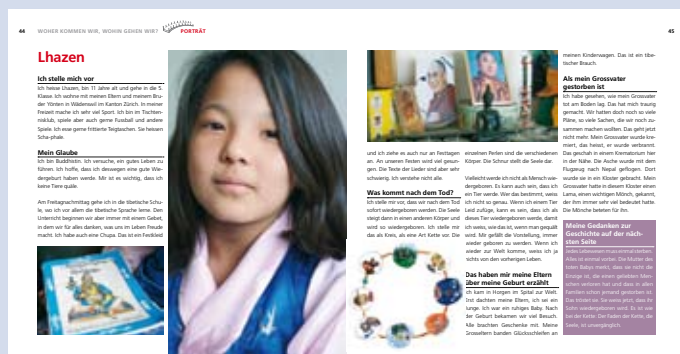 44
WOHER KOMMEN WIR, WOHIN GEHEN WIR?
PORTRÄT
45
Lhazen
Ich stelle mich vor
Ich heisse Lhazen, bin 11 Jahre alt und gehe in die 5.
Klasse. Ich wohne mit meinen Eltern und meinem Bru-
der Yönten in Wädenswil im Kanton Zürich. In meiner
Freizeit mache ich sehr viel Sport. Ich bin im Tischten-
nisklub, spiele aber auch gerne Fussball und andere
Spiele. Ich esse gerne frittierte Teigtaschen. Sie heissen
Scha-phale.
Mein Glaube
Ich bin Buddhistin. Ich versuche, ein gutes Leben zu
führen. Ich hoffe, dass ich deswegen eine gute Wie-
dergeburt haben werde. Mir ist es wichtig, dass ich
keine Tiere quäle.
Am Freitagnachmittag gehe ich in die tibetische Schu-
le, wo ich vor allem die tibetische Sprache lerne. Den
Unterricht beginnen wir aber immer mit einem Gebet,
in dem wir für alles danken, was uns im Leben Freude
macht. Ich habe auch eine Chupa. Das ist ein Festkleid
und ich ziehe es auch nur an Festtagen
an. An unseren Festen wird viel gesun-
gen. Die Texte der Lieder sind aber sehr
schwierig. Ich verstehe nicht alle.
Was kommt nach dem Tod?
Ich stelle mir vor, dass wir nach dem Tod
sofort wiedergeboren werden. Die Seele
steigt dann in einen anderen Körper und
wird so wiedergeboren. Ich stelle mir
das als Kreis, als eine Art Kette vor. Die
einzelnen Perlen sind die verschiedenen
Körper. Die Schnur stellt die Seele dar.
Vielleicht werde ich nicht als Mensch wie-
dergeboren. Es kann auch sein, dass ich
ein Tier werde. Wer das bestimmt, weiss
ich nicht so genau. Wenn ich einem Tier
Leid zufüge, kann es sein, dass ich als
dieses Tier wiedergeboren werde, damit
ich weiss, wie das ist, wenn man gequält
wird. Mir gefällt die Vorstellung, immer
wieder geboren zu werden. Wenn ich
wieder zur Welt komme, weiss ich ja
nichts von den vorherigen Leben.
Das haben mir meine Eltern
über meine Geburt erzählt
Ich kam in Horgen im Spital zur Welt.
Erst dachten meine Eltern, ich sei ein
Junge. Ich war ein ruhiges Baby. Nach
der Geburt bekamen wir viel Besuch.
Alle brachten Geschenke mit. Meine
Grosseltern banden Glücksschleifen an
meinen Kinderwagen. Das ist ein tibe-
tischer Brauch.
Als mein Grossvater
gestorben ist
Ich habe gesehen, wie mein Grossvater
tot am Boden lag. Das hat mich traurig
gemacht. Wir hatten doch noch so viele
Pläne, so viele Sachen, die wir noch zu-
sammen machen wollten. Das geht jetzt
nicht mehr. Mein Grossvater wurde kre-
miert, das heisst, er wurde verbrannt.
Das geschah in einem Krematorium hier
in der Nähe. Die Asche wurde mit dem
Flugzeug nach Nepal geflogen. Dort
wurde sie in ein Kloster gebracht. Mein
Grossvater hatte in diesem Kloster einen
Lama, einen wichtigen Mönch, gekannt,
der ihm immer sehr viel bedeutet hatte.
Die Mönche beteten für ihn.
Meine Gedanken zur
Geschichte auf der näch-
sten Seite
Jedes Lebewesen muss einmal sterben.
Alles ist einmal vorbei. Die Mutter des
toten Babys merkt, dass sie nicht die
Einzige ist, die einen geliebten Men-
schen verloren hat und dass in allen
Familien schon jemand gestorben ist.
Das tröstet sie. Sie weiss jetzt, dass ihr
Sohn wiedergeboren wird. Es ist wie
bei der Kette: Der Faden der Kette, die
Seele, ist unvergänglich.